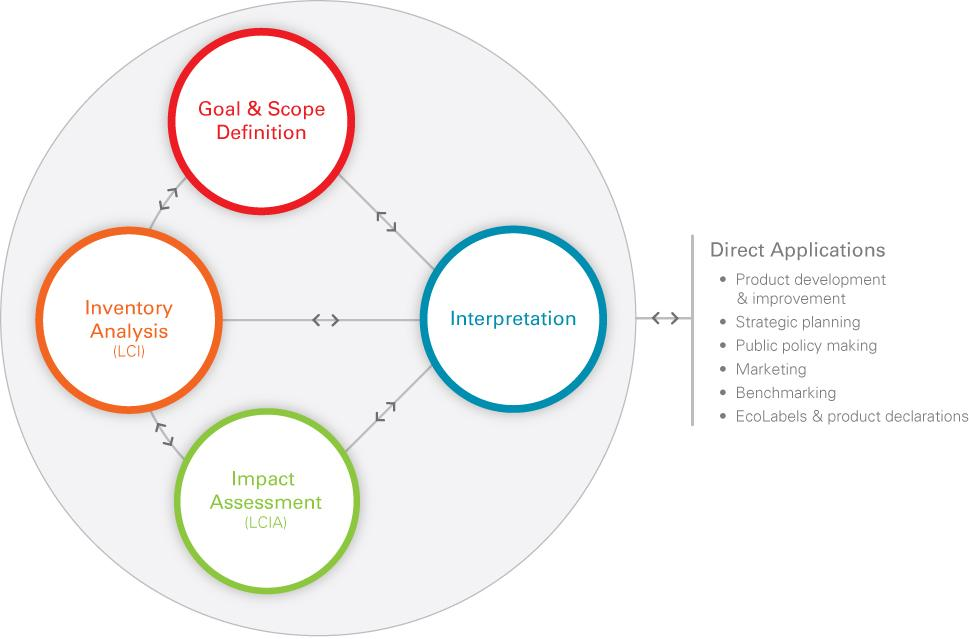 Goal & Scope
Definition
Inventory
Analysis
(LCI)
Interpretation
Impact
Assessment
(LCIA)
Direct Applications
• Product development
& improvement
• Strategic planning
• Public policy making
• Marketing
• Benchmarking
• EcoLabels & product declarations